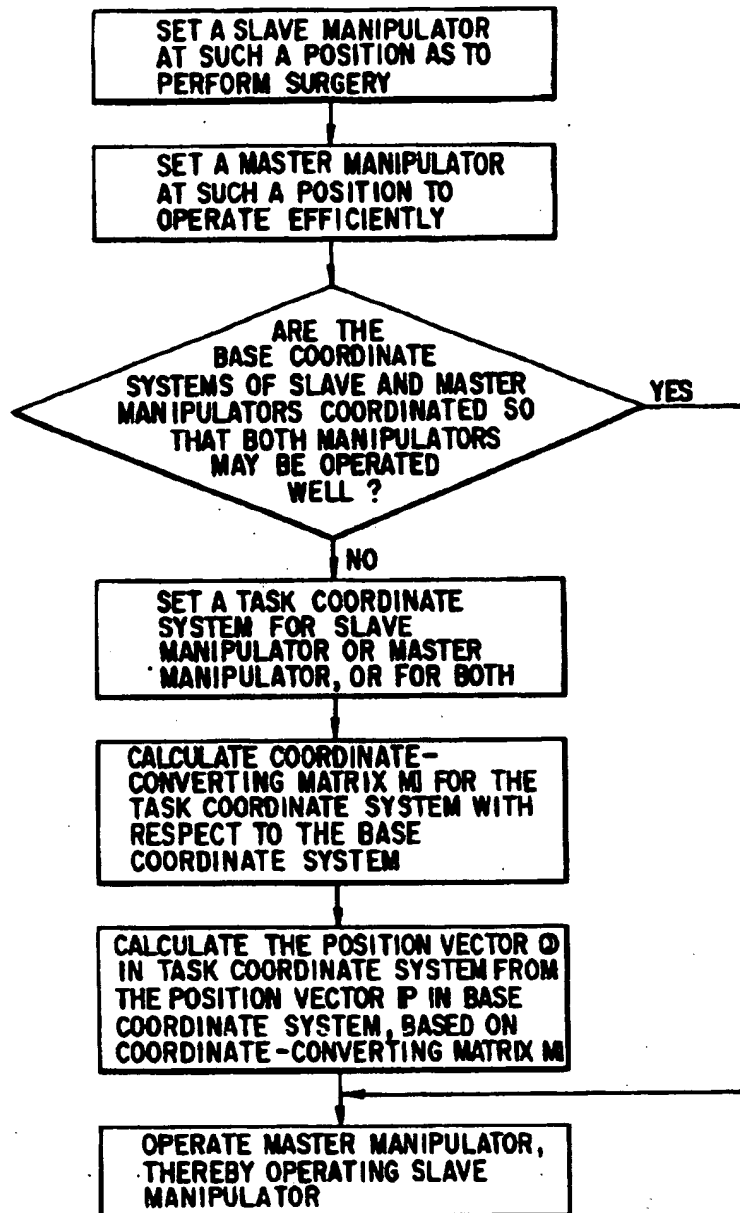 SET A SLAVE MANIPULATOR
AT SUCH A POSITION AS TO
PERFORM SURGERY
SET A MASTER MANIPULATOR
AT SUCH A POSITION TO
OPERATE EFFICIENTLY
ARE THE
BASE COORDINATE
SYSTEMS OF SLAVE AND MASTER
MANIPULATORS COORDINATED SO
THAT BOTH MANIPULATORS
MAY BE OPERATED
WELL ?
YES
NO
SET A TASK COORDINATE
SYSTEM FOR SLAVE
MANIPULATOR OR MASTER
MANIPULATOR, OR FOR BOTH
CALCULATE COORDINATE-
CONVERTING MATRIX M FOR THE
TASK COORDINATE SYSTEM WITH
RESPECT TO THE BASE
COORDINATE SYSTEM
CALCULATE THE POSITION VECTOR
IN TASK COORDINATE SYSTEM FROM
THE POSITION VECTOR P IN BASE
COORDINATE SYSTEM, BASED ON
COORDINATE-CONVERTING MATRIX M
OPERATE MASTER MANIPULATOR,
THEREBY OPERATING SLAVE
MANIPULATOR